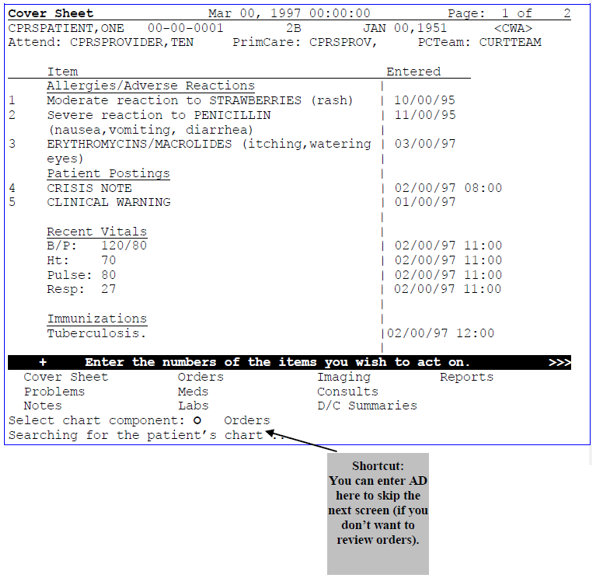 Cover Sheet Mar 00, 1997 00:00:00 Page: 1 of 2
CPRSPATIENT,ONE 00-00-0001 2B JAN 00,1951 <CWA>
Attend: CPRSPROVIDER,TEN PrimCare: CPRSPROV, PCTeam: CURTTEAM
Item Entered
Allergies/Adverse Reactions |
1 Moderate reaction to STRAWBERRIES (rash) | 10/00/95
2 Severe reaction to PENICILLIN | 11/00/95
(nausea,vomiting, diarrhea) |
3 ERYTHROMYCINS/MACROLIDES (itching,watering | 03/00/97
eyes) |
Patient Postings |
4 CRISIS NOTE | 02/00/97 08:00
5 CLINICAL WARNING | 01/00/97
|
Recent Vitals |
B/P: 120/80 | 02/00/97 11:00
Ht: 70 | 02/00/97 11:00
Pulse: 80 | 02/00/97 11:00
Resp: 27 | 02/00/97 11:00
|
Immunizations |
Tuberculosis. |02/00/97 12:00
|
+ Enter the numbers of the items you wish to act on. >>>
Cover Sheet Orders Imaging Reports
Problems Meds Consults
Notes Labs D/C Summaries
Select chart component: O Orders
Searching for the patient's chart ..
Shortcut:
You can enter AD
here to skip the
next screen (if you
don't want to
review orders).